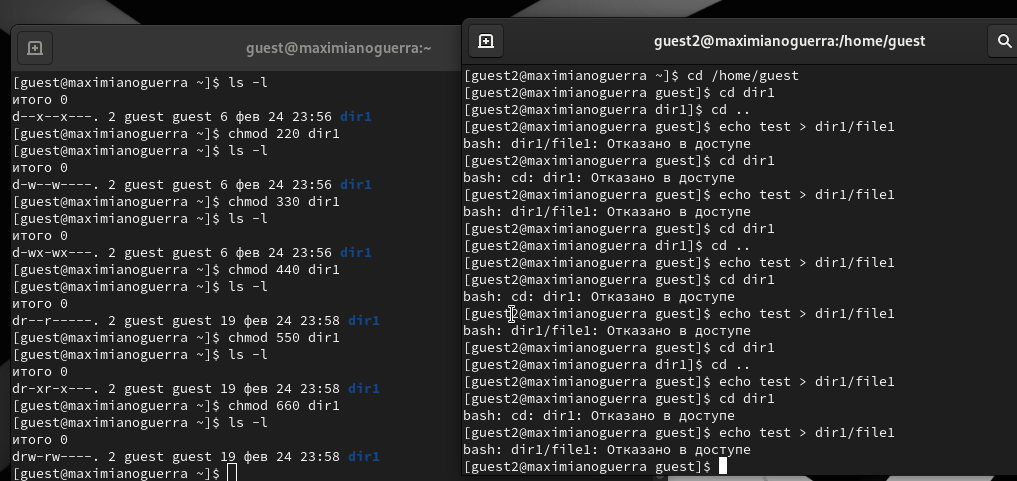 guest@maximianoguerra:~
[guest@maximianoguerra ~]$ ls -l
итого 0
d--x--x---. 2 guest guest 6 фев 24 23:56 dir1
[guest@maximianoguerra ~]$ chmod 220 dir1
[guest@maximianoguerra ~]$ ls -l
итого 0
d-w--w----. 2 guest guest 6 фев 24 23:56 dir1
[guest@maximianoguerra ~]$ chmod 330 dir1
[guest@maximianoguerra ~]$ ls -l
итого 0
d-wx-wx---. 2 guest guest 6 фев 24 23:56 dir1
[guest@maximianoguerra ~]$ chmod 440 dir1
[guest@maximianoguerra ~]$ ls -l
итого 0
dr--r-----. 2 guest guest 19 фев 24 23:58 dir1
[guest@maximianoguerra ~]$ chmod 550 dir1
[guest@maximianoguerra ~]$ ls -l
итого 0
dr-xr-x---. 2 guest guest 19 фев 24 23:58 dir1
[guest@maximianoguerra ~]$ chmod 660 dir1
[guest@maximianoguerra ~]$ ls -l
итого 0
drw-rw----. 2 guest guest 19 фев 24 23:58 dir1
[guest@maximianoguerra ~]$
guest2@maximianoguerra:/home/guest
[guest2@maximianoguerra ~]$ cd /home/guest
[guest2@maximianoguerra guest]$ cd dir1
[guest2@maximianoguerra dir1]$ cd ..
[guest2@maximianoguerra guest]$ echo test > dir1/file1
bash: dir1/file1: Отказано в доступе
[guest2@maximianoguerra guest]$ cd dir1
bash: cd: dir1: Отказано в доступе
[guest2@maximianoguerra guest]$ echo test > dir1/file1
bash: dir1/file1: Отказано в доступе
[guest2@maximianoguerra guest]$ cd dir1
[guest2@maximianoguerra dir1]$ cd ..
[guest2@maximianoguerra guest]$ echo test > dir1/file1
[guest2@maximianoguerra guest]$ cd dir1
bash: cd: dir1: Отказано в доступе
[guest2@maximianoguerra guest]$ echo test > dir1/file1
bash: dir1/file1: Отказано в доступе
[guest2@maximianoguerra guest]$ cd dir1
[guest2@maximianoguerra dir1]$ cd ..
[guest2@maximianoguerra guest]$ echo test > dir1/file1
[guest2@maximianoguerra guest]$ cd dir1
bash: cd: dir1: Отказано в доступе
[guest2@maximianoguerra guest]$ echo test > dir1/file1
bash: dir1/file1: Отказано в доступе
[guest2@maximianoguerra guest]$